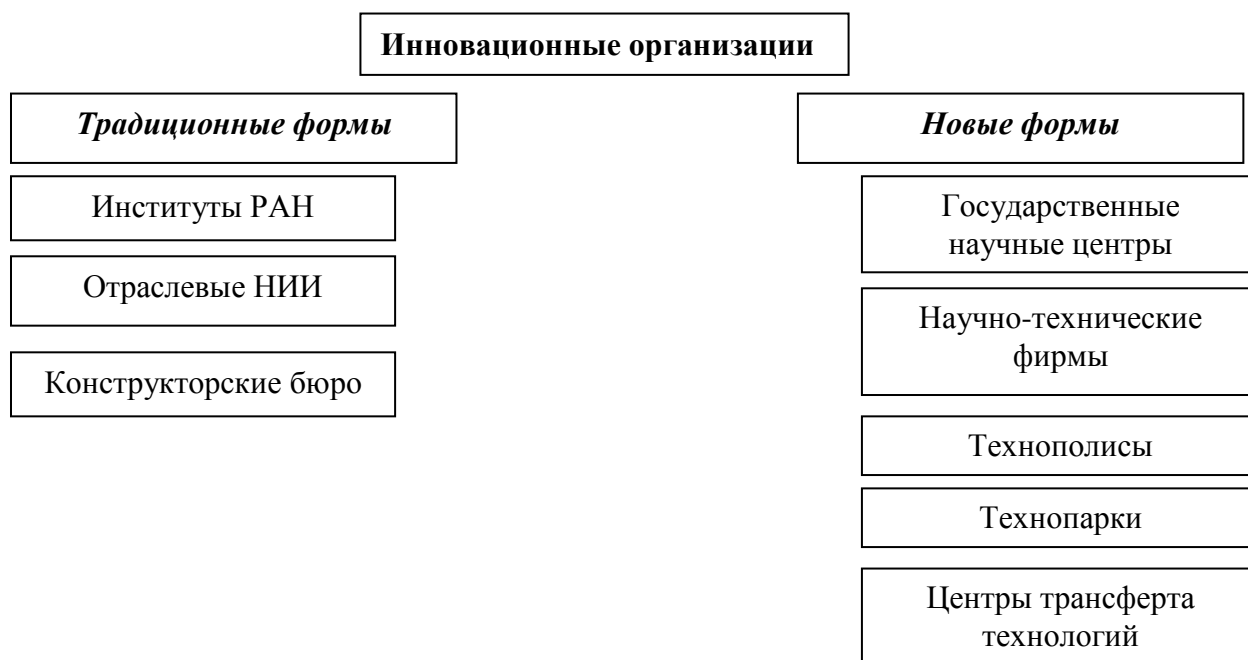 Инновационные организации
Традиционные формы
Новые формы
Институты РАН
Отраслевые НИИ
Конструкторские бюро
Государственные
научные центры
Научно-технические
фирмы
Технополисы
Технопарки
Центры трансферта
технологий